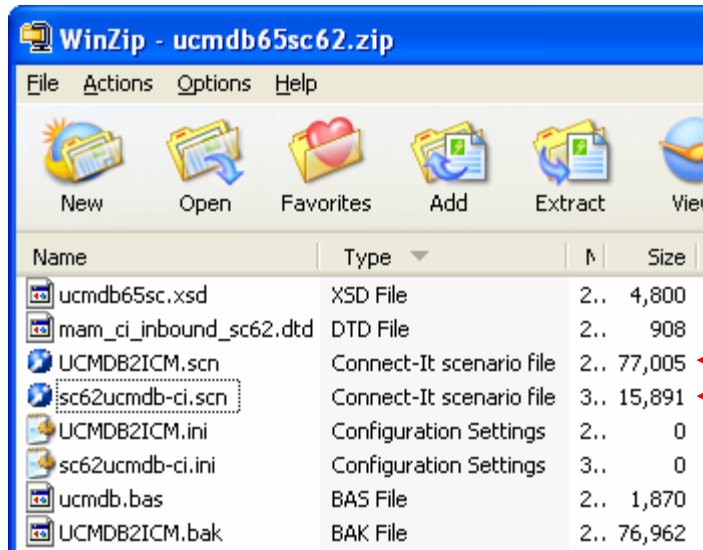 WinZip - ucmdb65sc62.zip
File Actions Options Help
New Open Favorites Add Extract
Name Type Size
ucmdb65sc.xsd XSD File 2.. 4,800
mam_ci_inbound_sc62.dtd DTD File 2.. 908
UCMDB2ICM.scn Connect-It scenario file 2.. 77,005
sc62ucmdb-ci.scn Connect-It scenario file 3.. 15,891
UCMDB2ICM.ini Configuration Settings 2.. 0
sc62ucmdb-ci.ini Configuration Settings 3.. 0
ucmdb.bas BAS File 2.. 1,870
UCMDB2ICM.bak BAK File 2.. 76,962